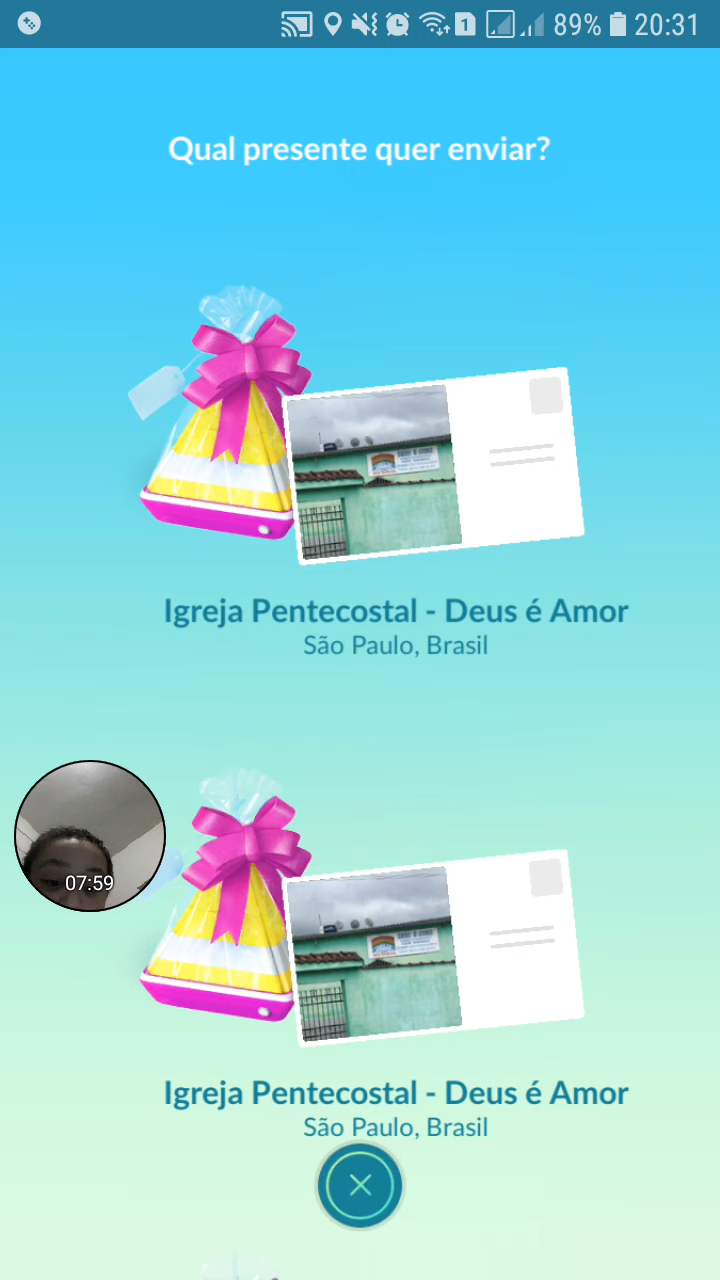 1
89%
20:31
Qual presente quer enviar?
Igreja Pentecostal - Deus é Amor
São Paulo, Brasil
07:59
Igreja Pentecostal - Deus é Amor
São Paulo, Brasil